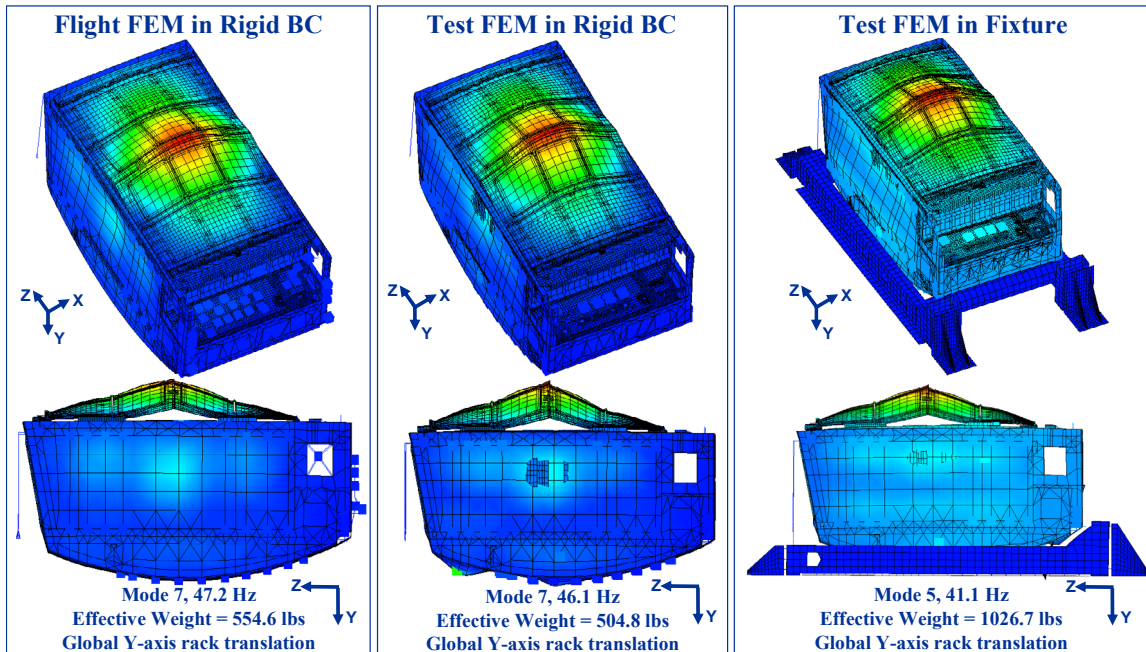 Flight FEM in Rigid BC
Z
X
Y
Z
Y
Mode 7, 47.2 Hz
Effective Weight = 554.6 lbs
Global Y-axis rack translation
Test FEM in Rigid BC
Z
X
Y
Z
Y
Mode 7, 46.1 Hz
Effective Weight = 504.8 lbs
Global Y-axis rack translation
Test FEM in Fixture
Z
X
Y
Z
Y
Mode 5, 41.1 Hz
Effective Weight = 1026.7 lbs
Global Y-axis rack translation